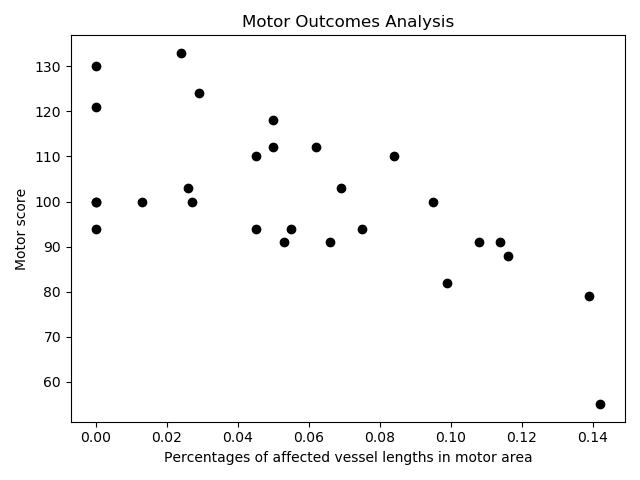 Motor Outcomes Analysis
130
120
110
100
90
80
70
60
Motor score
0.00 0.02 0.04 0.06 0.08 0.10 0.12 0.14
Percentages of affected vessel lengths in motor area